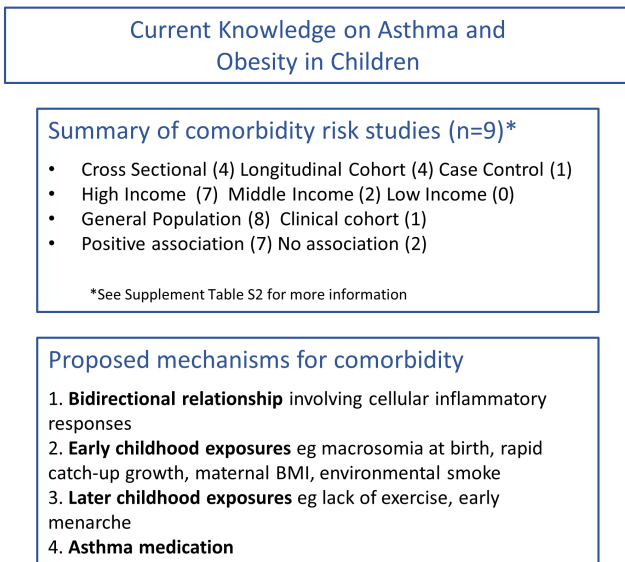 Current Knowledge on Asthma and
Obesity in Children
Summary of comorbidity risk studies (n=9)*
• Cross Sectional (4) Longitudinal Cohort (4) Case Control (1)
• High Income (7) Middle Income (2) Low Income (0)
• General Population (8) Clinical cohort (1)
• Positive association (7) No association (2)
*See Supplement Table S2 for more information
Proposed mechanisms for comorbidity
1. Bidirectional relationship involving cellular inflammatory
responses
2. Early childhood exposures eg macrosomia at birth, rapid
catch-up growth, maternal BMI, environmental smoke
3. Later childhood exposures eg lack of exercise, early
menarche
4. Asthma medication